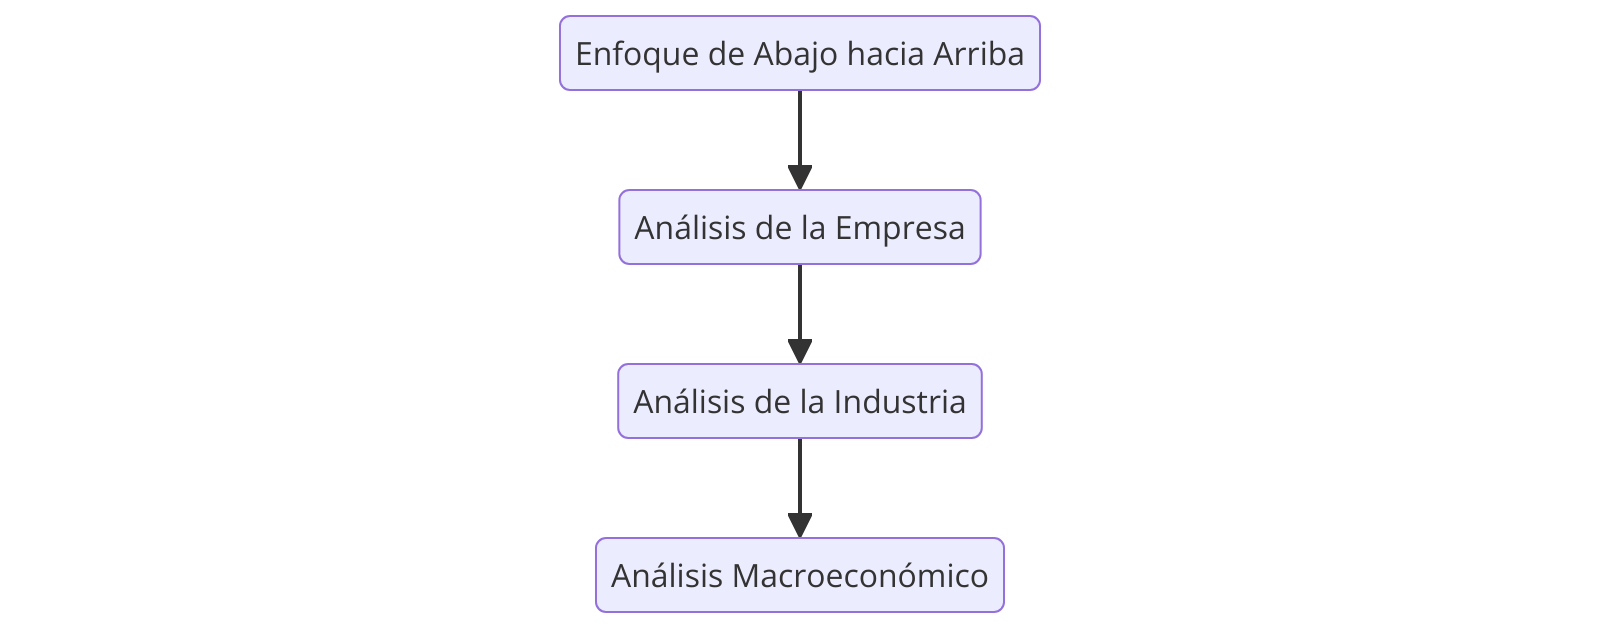 Enfoque de Abajo hacia Arriba
Análisis de la Empresa
Análisis de la Industria
Análisis Macroeconómico